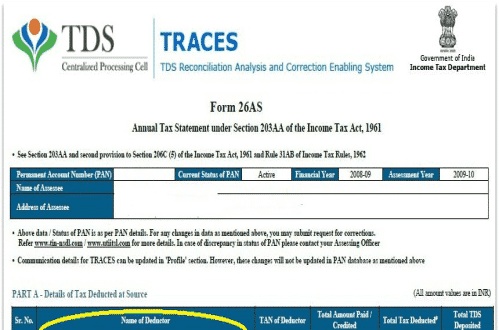 TDS
Centralized Processing Cell
TRACES
TDS Reconciliation Analysis and Correction Enabling System
Government of India
Income Tax Department
Form 26AS
Annual Tax Statement under Section 203AA of the Income Tax Act, 1961
• See Section 203AA and second provision to Section 206C (5) of the Income Tax Act, 1961 and Rule 31AB of Income Tax Rules, 1962
Permanent Account Number (PAN) Current Status of PAN Active Financial Year 2008-09 Assessment Year 2009-10
Name of Assessee
Address of Assessee
• Above data / Status of PAN is as per PAN details. For any changes in data as mentioned above, you may submit request for corrections.
Refer www.tin-nsdl.com / www.utiitsl.com for more details. In case of discrepancy in status of PAN please contact your Assessing Officer
• Communication details for TRACES can be updated in 'Profile' section. However, these changes will not be updated in PAN database as mentioned above
(All amount values are in INR)
PART A - Details of Tax Deducted at Source
Sr. No. Name of Deductor TAN of Deductor Total Amount Paid / Credited Total Tax Deducted# Total TDS Deposited